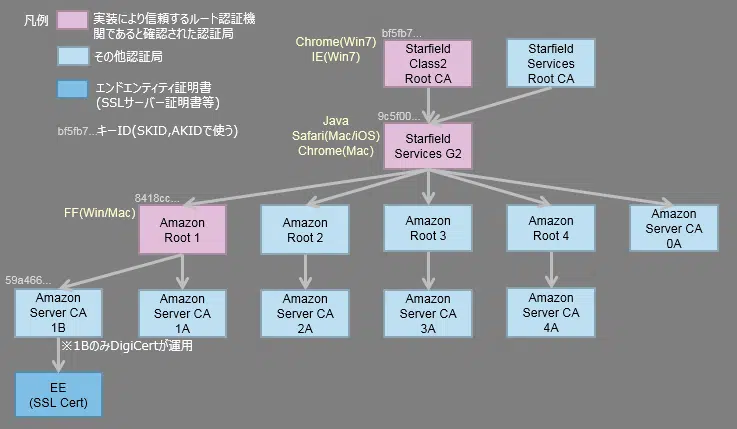 凡例
実装により信頼するルート認証機
関であると確認された認証局
その他認証局
エンドエンティティ証明書
(SSLサーバー証明書等)
bf5fb7...キーID(SKID,AKIDで使う)
Chrome(Win7)
IE(Win7)
bf5fb7...
Starfield
Class2
Root CA
Starfield
Services
Root CA
Java
Safari(Mac/iOS)
Chrome(Mac)
9c5f00...
Starfield
Services G2
FF(Win/Mac)
8418cc...
Amazon
Root 1
Amazon
Root 2
Amazon
Root 3
Amazon
Root 4
Amazon
Server CA
0A
59a466...
Amazon
Server CA
1B
Amazon
Server CA
1A
Amazon
Server CA
2A
Amazon
Server CA
3A
Amazon
Server CA
4A
※1BのみDigiCertが運用
EE
(SSL Cert)